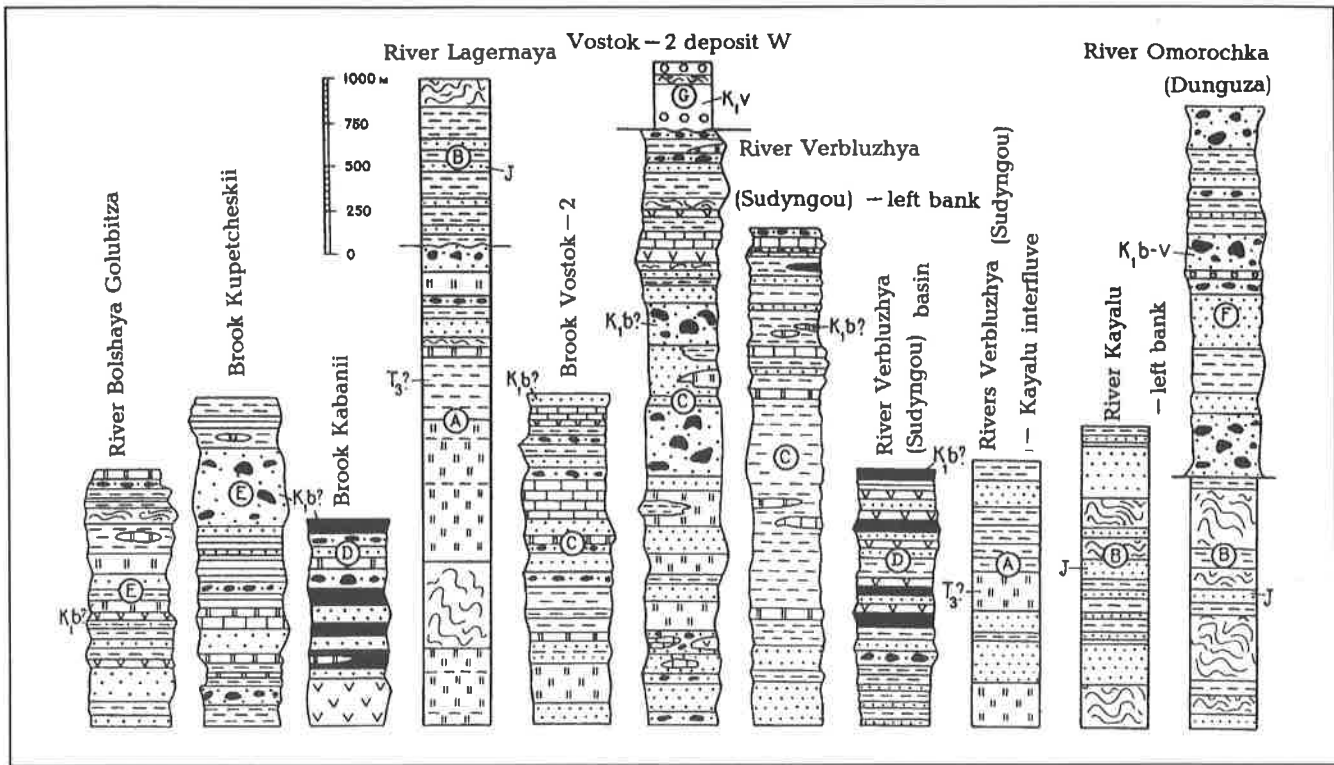 River Bolshaya Golubitza
E
K₁b?
Brook Kupetcheskii
E
K₁b?
Brook Kabanii
D
1000 м
750
500
250
0
River Lagernaya
B
J
T₃?
A
Brook Vostok-2
K₁b?
C
Vostok-2 deposit W
G
K₁v
K₁b?
C
River Verbluzhya
(Sudyngou) -left bank
K₁b?
C
River Verbluzhya
(Sudyngou) basin
K₁b?
D
Rivers Verbluzhya (Sudyngou)
- Kayalu interfluve
A
T₃?
River Kayalu
-left bank
B
J
River Omorochka
(Dunguza)
K₁b-v
F
B
J